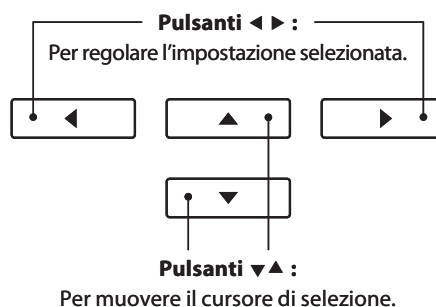 Pulsanti ◀ ▶ :
Per regolare l'impostazione selezionata.
Pulsanti ▼▲ :
Per muovere il cursore di selezione.